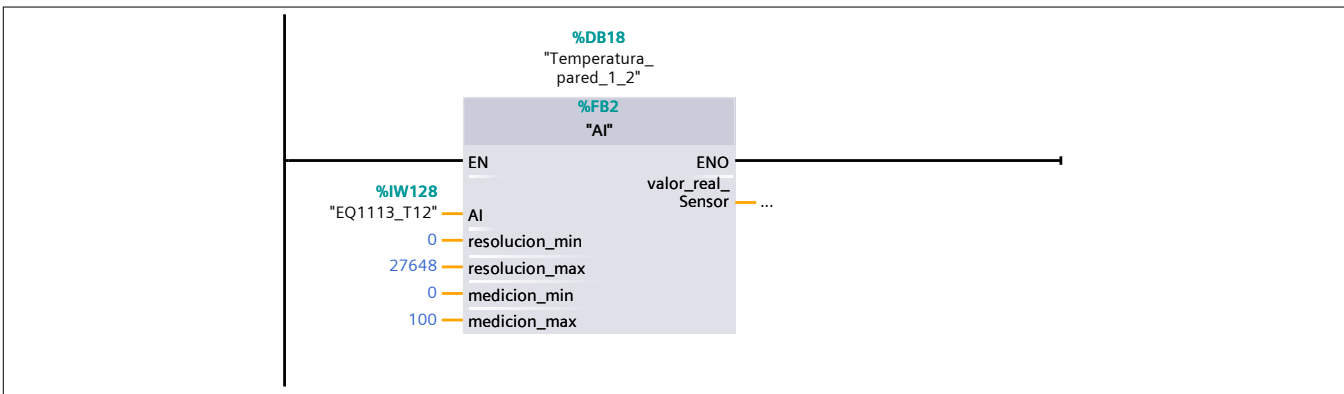 %DB18
"Temperatura_
pared_1_2"
%FB2
"AI"
EN
ENO
%IW128
"EQ1113_T12"
AI
valor_real_
Sensor
...
0
resolucion_min
27648
resolucion_max
0
medicion_min
100
medicion_max